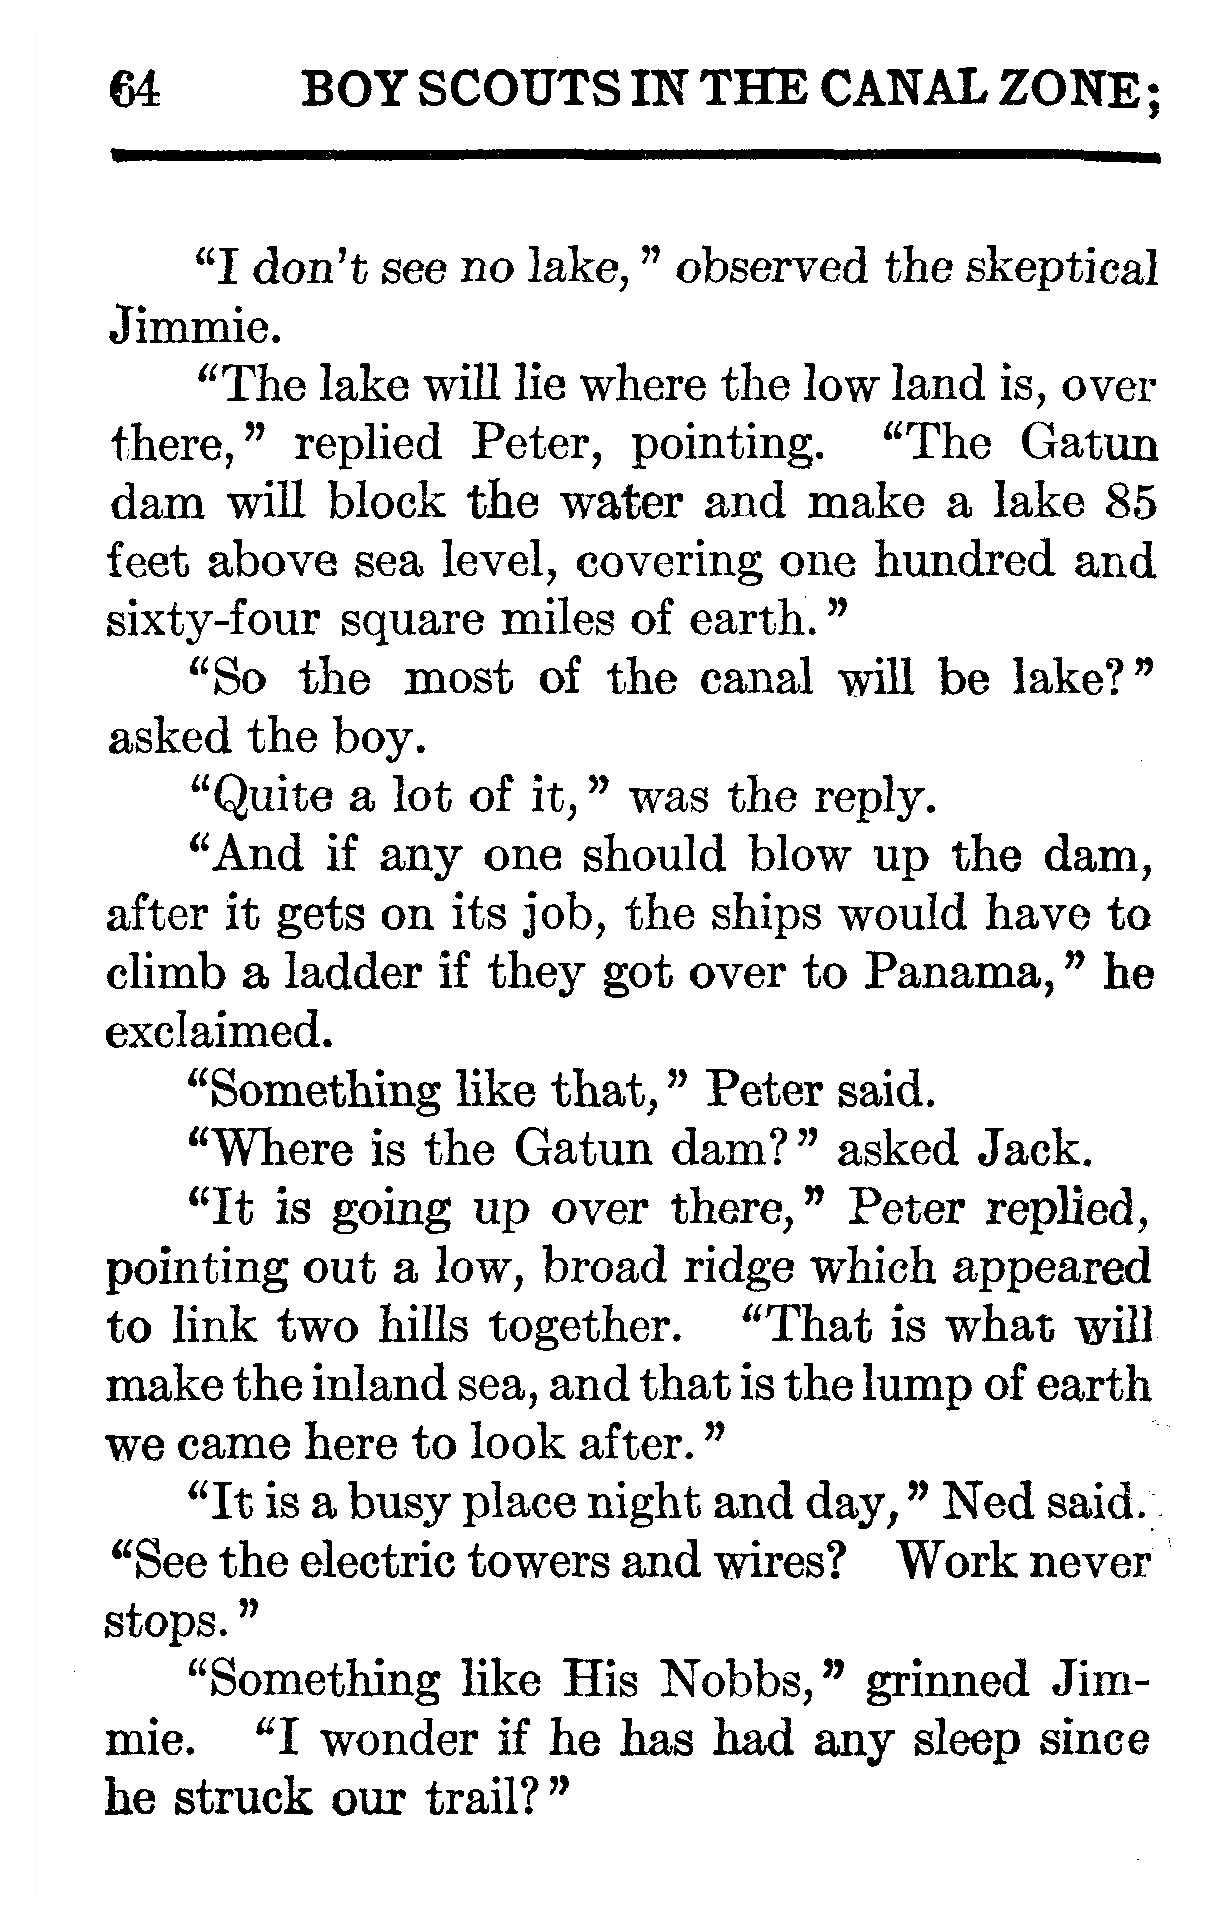 64 BOY SCOUTS IN THE CANAL ZONE;
“I don’t see no lake,” observed the skeptical
Jimmie.
“The lake will lie where the low land is, over
there,” replied Peter, pointing. “The Gatun
dam will block the water and make a lake 85
feet above sea level, covering one hundred and
sixty-four square miles of earth.”
“So the most of the canal will be lake?”
asked the boy.
“Quite a lot of it,” was the reply.
“And if any one should blow up the dam,
after it gets on its job, the ships would have to
climb a ladder if they got over to Panama,” he
exclaimed.
“Something like that,” Peter said.
“Where is the Gatun dam?” asked Jack.
“It is going up over there,” Peter replied,
pointing out a low, broad ridge which appeared
to link two hills together. “That is what will
make the inland sea, and that is the lump of earth
we came here to look after.”
“It is a busy place night and day,” Ned said.
“See the electric towers and wires? Work never
stops.”
“Something like His Nobbs,” grinned Jim-
mie. “I wonder if he has had any sleep since
he struck our trail?”